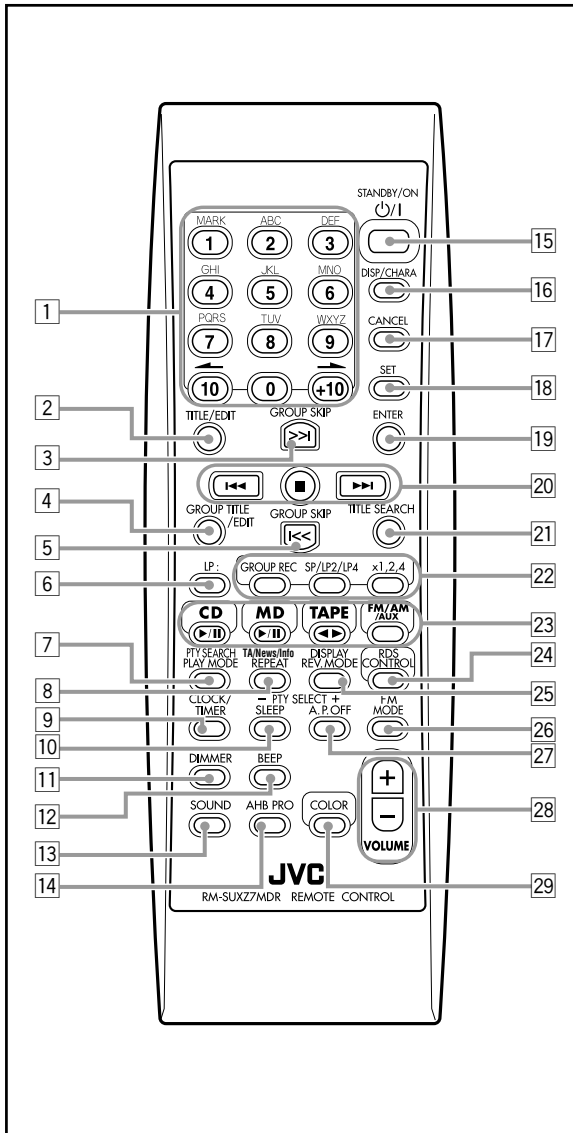 STANDBY/ON
⏻/I
15
MARK ABC DEF
1 2 3
DISP/CHARA
16
GHI JKL MNO
4 5 6
1
CANCEL
17
PQRS TUV WXYZ
7 8 9
SET
18
10 0 +10
2
TITLE/EDIT
GROUP SKIP
>>I
ENTER
19
3
20
4
GROUP TITLE
/EDIT
GROUP SKIP
I<<
TITLE SEARCH
21
5
6
LP :
GROUP REC SP/LP2/LP4 x1,2,4
22
CD MD TAPE FM/AM
/AUX
23
7
PTY SEARCH
PLAY MODE
TA/News/Info
REPEAT
DISPLAY
REV. MODE
RDS
CONTROL
24
8
25
9
CLOCK/
TIMER
− PTY SELECT +
SLEEP A.P.OFF
FM
MODE
26
10
27
11
DIMMER BEEP
+
−
VOLUME
28
12
SOUND AHB PRO COLOR
13
14
29
JVC
RM-SUXZ7MDR REMOTE CONTROL